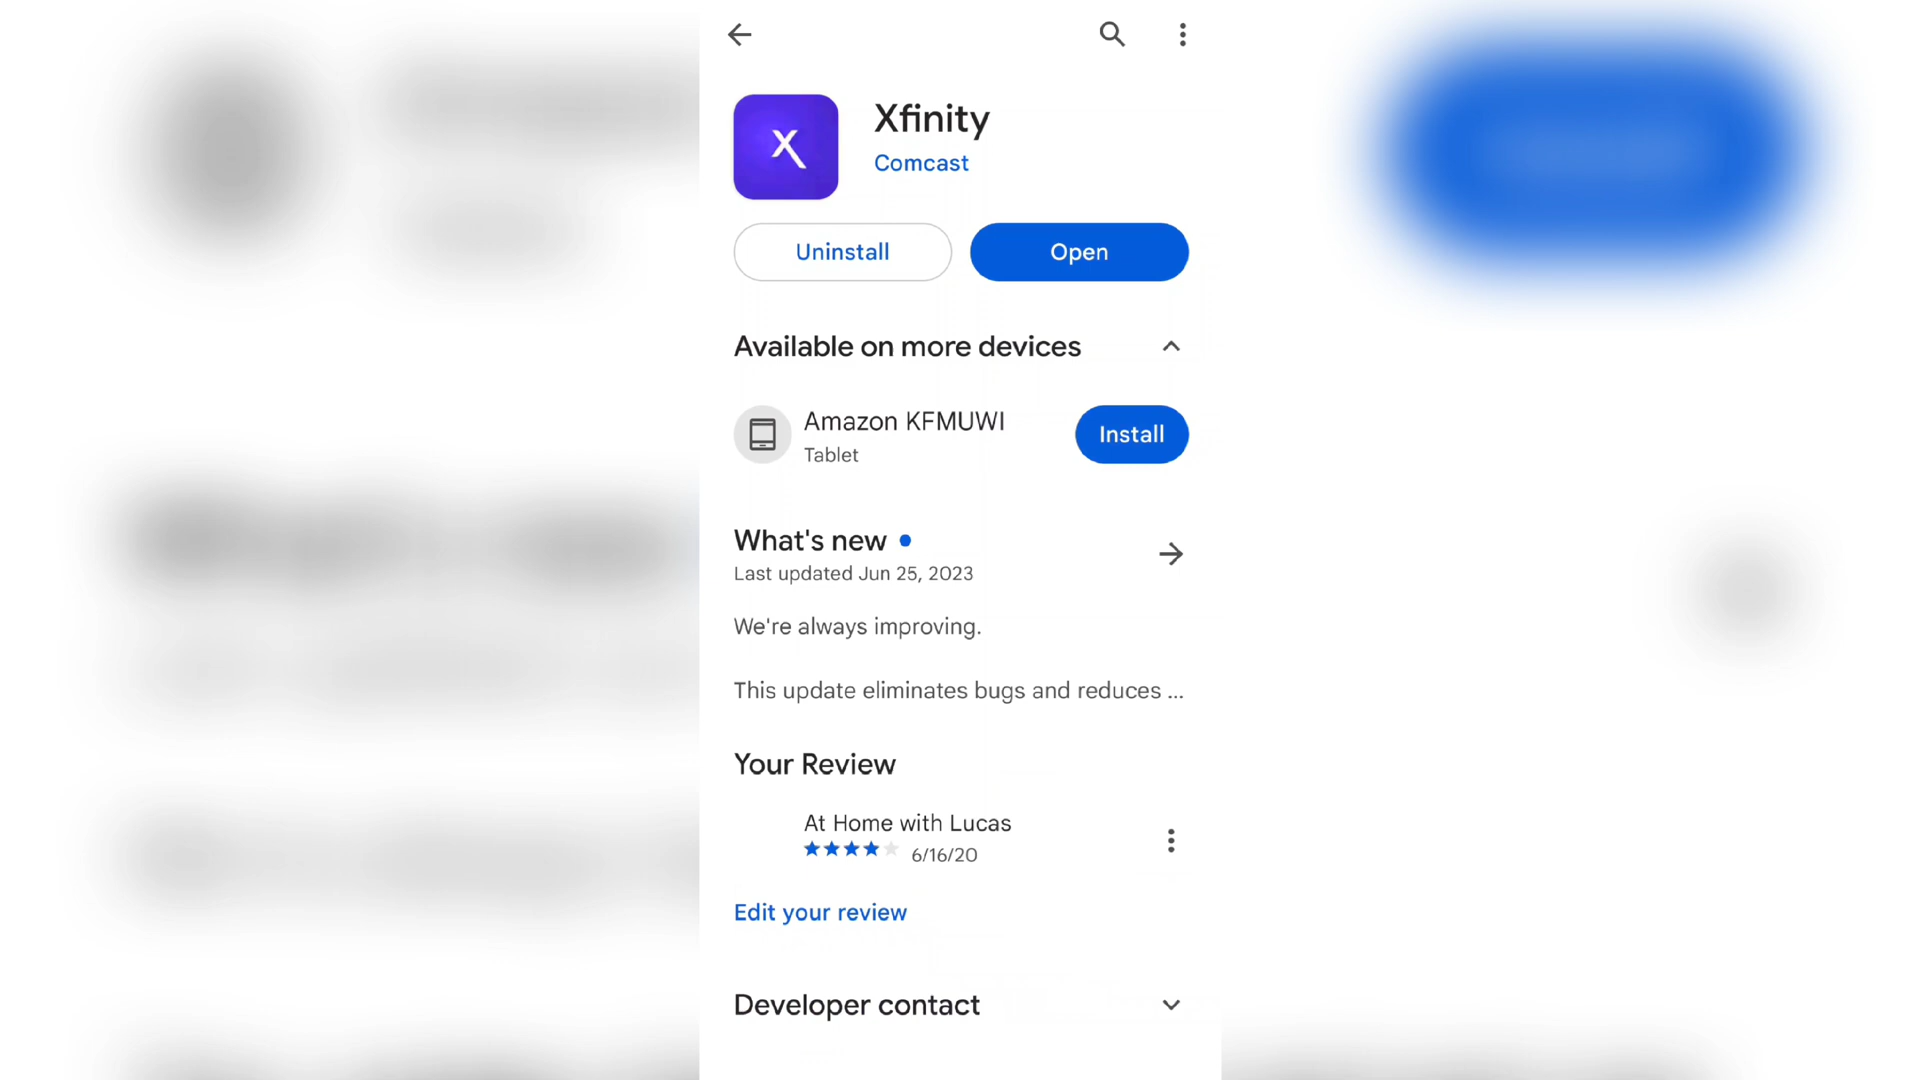 Xfinity
Comcast
Uninstall
Open
Available on more devices
Amazon KFMUWI
Tablet
Install
What's new
Last updated Jun 25, 2023
We're always improving.
This update eliminates bugs and reduces ...
Your Review
At Home with Lucas
6/16/20
Edit your review
Developer contact